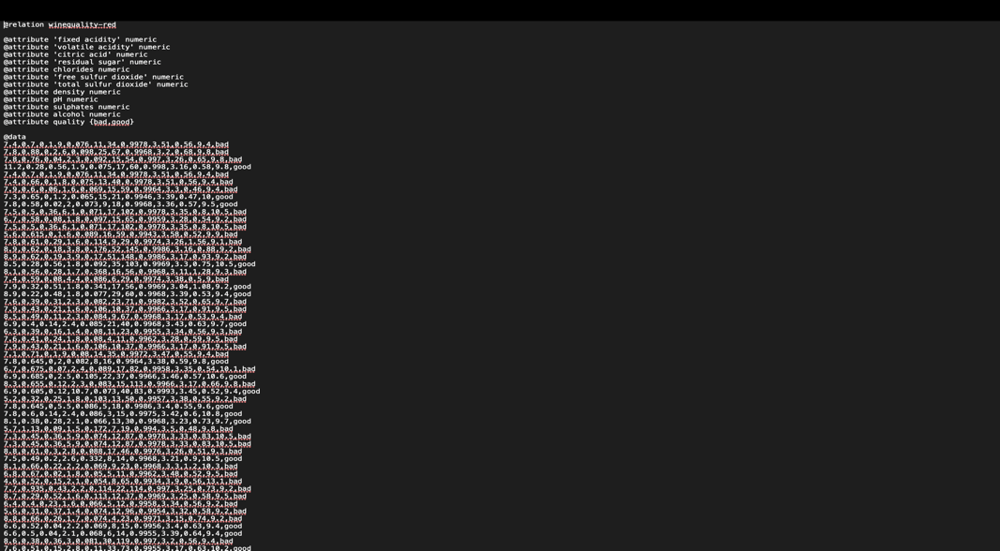 @relation winequality-red
@attribute 'fixed acidity' numeric
@attribute 'volatile acidity' numeric
@attribute 'citric acid' numeric
@attribute 'residual sugar' numeric
@attribute chlorides numeric
@attribute 'free sulfur dioxide' numeric
@attribute 'total sulfur dioxide' numeric
@attribute density numeric
@attribute pH numeric
@attribute sulphates numeric
@attribute alcohol numeric
@attribute quality {bad,good}
@data
7.4,0.7,0,1.9,0.076,11,34,0.9978,3.51,0.56,9.4,bad
7.8,0.88,0,2.6,0.098,25,67,0.9968,3.2,0.68,9.8,bad
7.8,0.76,0.04,2.3,0.092,15,54,0.997,3.26,0.65,9.8,bad
11.2,0.28,0.56,1.9,0.075,17,60,0.998,3.16,0.58,9.8,good
7.4,0.7,0,1.9,0.076,11,34,0.9978,3.51,0.56,9.4,bad
7.4,0.66,0,1.8,0.075,13,40,0.9978,3.51,0.56,9.4,bad
7.9,0.6,0.06,1.6,0.069,15,59,0.9964,3.3,0.46,9.4,bad
7.3,0.65,0,1.2,0.065,15,21,0.9946,3.39,0.47,10,good
7.8,0.58,0.02,2,0.073,9,18,0.9968,3.36,0.57,9.5,good
7.5,0.5,0.36,6.1,0.071,17,102,0.9978,3.35,0.8,10.5,bad
6.7,0.58,0.08,1.8,0.097,15,65,0.9959,3.28,0.54,9.2,bad
7.5,0.5,0.36,6.1,0.071,17,102,0.9978,3.35,0.8,10.5,bad
5.6,0.615,0,1.6,0.089,16,59,0.9943,3.58,0.52,9.9,bad
7.8,0.61,0.29,1.6,0.114,9,29,0.9974,3.26,1.56,9.1,bad
8.9,0.62,0.18,3.8,0.176,52,145,0.9986,3.16,0.88,9.2,bad
8.9,0.62,0.19,3.9,0.17,51,148,0.9986,3.17,0.93,9.2,bad
8.5,0.28,0.56,1.8,0.092,35,103,0.9969,3.3,0.75,10.5,good
8.1,0.56,0.28,1.7,0.368,16,56,0.9968,3.11,1.28,9.3,bad
7.4,0.59,0.08,4.4,0.086,6,29,0.9974,3.38,0.5,9,bad
7.9,0.32,0.51,1.8,0.341,17,56,0.9969,3.04,1.08,9.2,good
8.9,0.22,0.48,1.8,0.077,29,60,0.9968,3.39,0.53,9.4,good
7.6,0.39,0.31,2.3,0.082,23,71,0.9982,3.52,0.65,9.7,bad
7.9,0.43,0.21,1.6,0.106,10,37,0.9966,3.17,0.91,9.5,bad
8.5,0.49,0.11,2.3,0.084,9,67,0.9968,3.17,0.53,9.4,bad
6.9,0.4,0.14,2.4,0.085,21,40,0.9968,3.43,0.63,9.7,good
6.3,0.39,0.16,1.4,0.08,11,23,0.9955,3.34,0.56,9.3,bad
7.6,0.41,0.24,1.8,0.08,4,11,0.9962,3.28,0.59,9.5,bad
7.9,0.43,0.21,1.6,0.106,10,37,0.9966,3.17,0.91,9.5,bad
7.1,0.71,0,1.9,0.08,14,35,0.9972,3.47,0.55,9.4,bad
7.8,0.645,0,2,0.082,8,16,0.9964,3.38,0.59,9.8,good
6.7,0.675,0.07,2.4,0.089,17,82,0.9958,3.35,0.54,10.1,bad
6.9,0.685,0,2.5,0.105,22,37,0.9966,3.46,0.57,10.6,good
8.3,0.655,0.12,2.3,0.083,15,113,0.9966,3.17,0.66,9.8,bad
6.9,0.605,0.12,10.7,0.073,40,83,0.9993,3.45,0.52,9.4,good
5.2,0.32,0.25,1.8,0.103,13,50,0.9957,3.38,0.55,9.2,bad
7.8,0.645,0,5.5,0.086,5,18,0.9986,3.4,0.55,9.6,good
7.8,0.6,0.14,2.4,0.086,3,15,0.9975,3.42,0.6,10.8,good
8.1,0.38,0.28,2.1,0.066,13,30,0.9968,3.23,0.73,9.7,good
5.7,1.13,0.09,1.5,0.172,7,19,0.994,3.5,0.48,9.8,bad
7.3,0.45,0.36,5.9,0.074,12,87,0.9978,3.33,0.83,10.5,bad
7.3,0.45,0.36,5.9,0.074,12,87,0.9978,3.33,0.83,10.5,bad
8.8,0.61,0.3,2.8,0.088,17,46,0.9976,3.26,0.51,9.3,bad
7.5,0.49,0.2,2.6,0.332,8,14,0.9968,3.21,0.9,10.5,good
8.1,0.66,0.22,2.2,0.069,9,23,0.9968,3.3,1.2,10.3,bad
6.8,0.67,0.02,1.8,0.05,5,11,0.9962,3.48,0.52,9.5,bad
4.6,0.52,0.15,2.1,0.054,8,65,0.9934,3.9,0.56,13.1,bad
7.7,0.935,0.43,2.2,0.114,22,114,0.997,3.25,0.73,9.2,bad
8.7,0.29,0.52,1.6,0.113,12,37,0.9969,3.25,0.58,9.5,bad
6.4,0.4,0.23,1.6,0.066,5,12,0.9958,3.34,0.56,9.2,bad
5.6,0.31,0.37,1.4,0.074,12,96,0.9954,3.32,0.58,9.2,bad
8.8,0.66,0.26,1.7,0.074,4,23,0.9971,3.15,0.74,9.2,bad
6.6,0.52,0.04,2.2,0.069,8,15,0.9956,3.4,0.63,9.4,good
6.6,0.5,0.04,2.1,0.068,6,14,0.9955,3.39,0.64,9.4,good
8.6,0.38,0.36,3,0.081,30,119,0.997,3.2,0.56,9.4,bad
7.6,0.51,0.15,2.8,0.11,33,73,0.9955,3.17,0.63,10.2,good